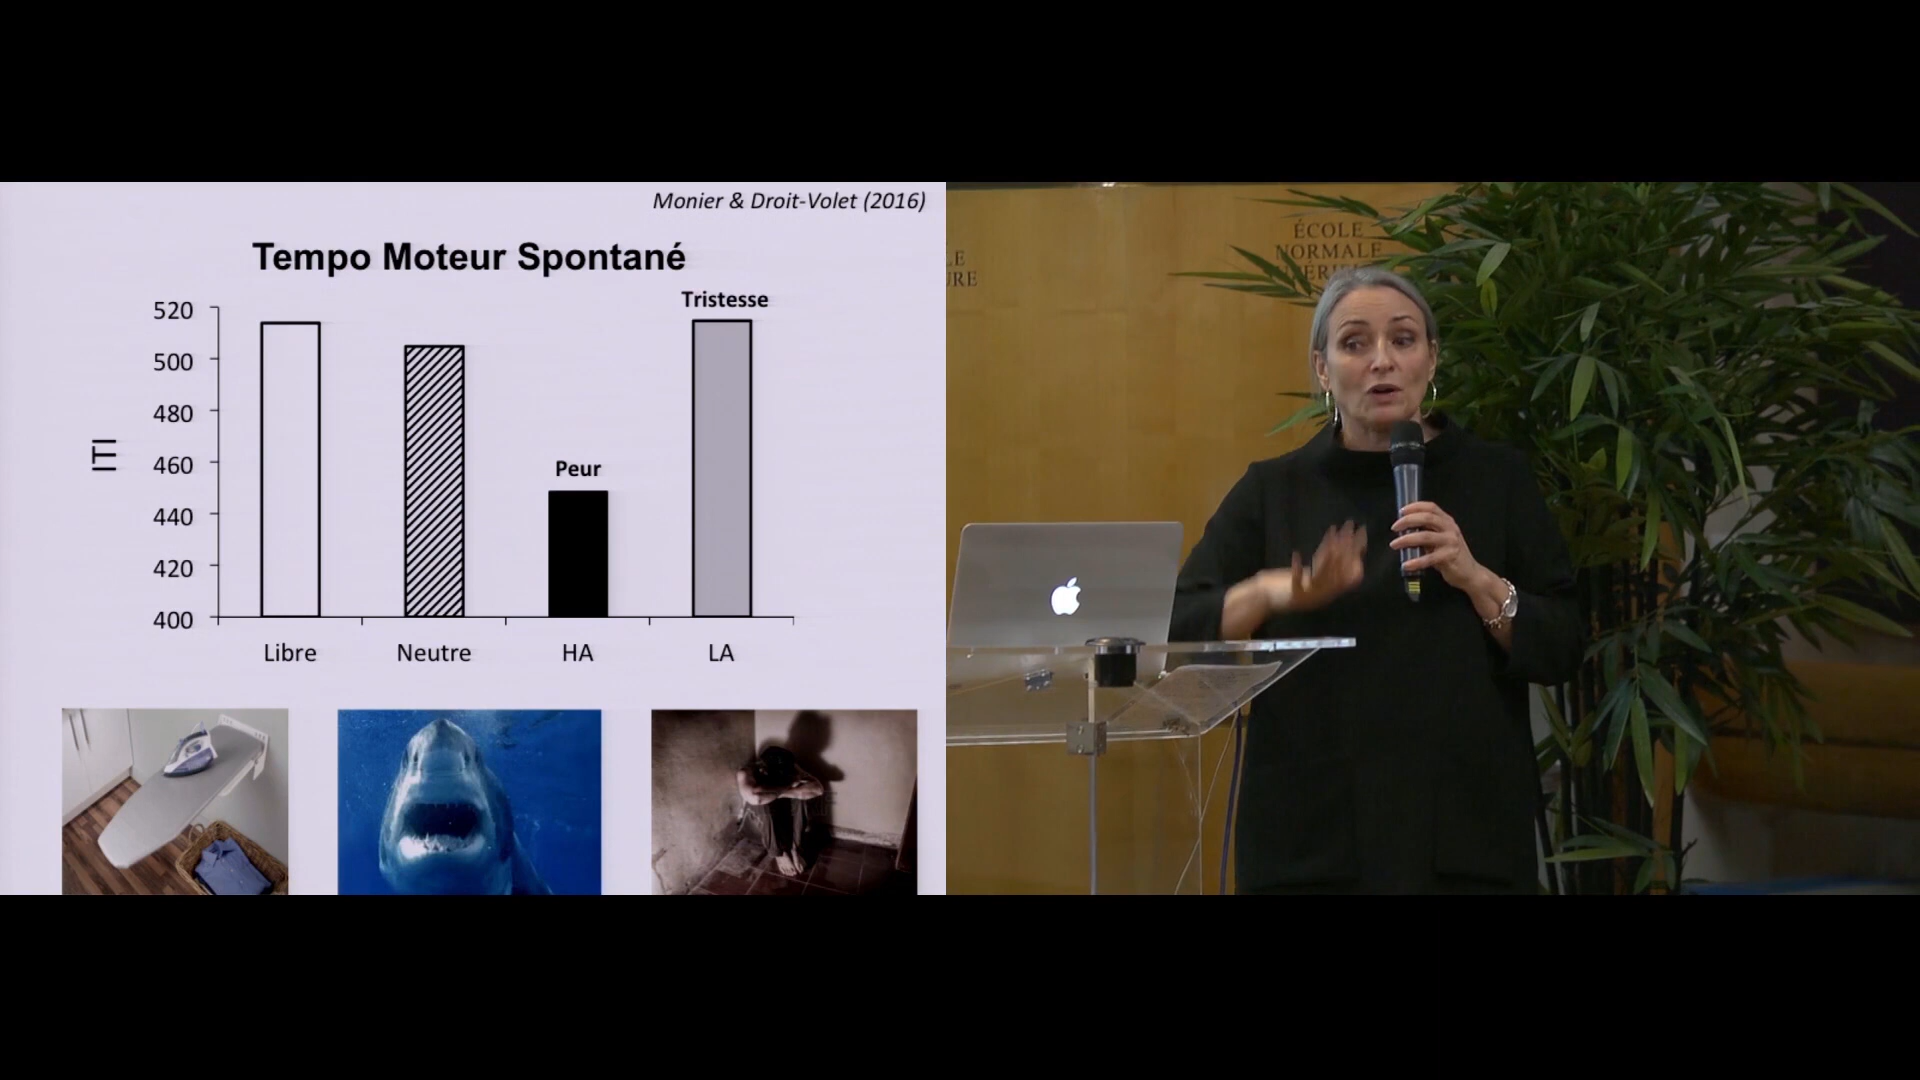 Monier & Droit-Volet (2016)
Tempo Moteur Spontané
Tristesse
520
500
480
460
440
420
400
ITI
Peur
Libre
Neutre
HA
LA
ÉCOLE
NORMALE